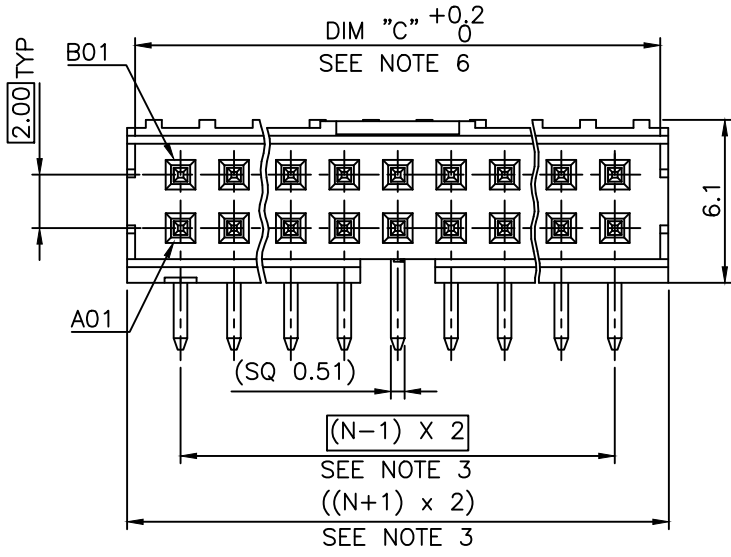 DIM "C" +0.2
0
SEE NOTE 6
B01
2.00 TYP
6.1
A01
(SQ 0.51)
(N-1) X 2
SEE NOTE 3
((N+1) x 2)
SEE NOTE 3